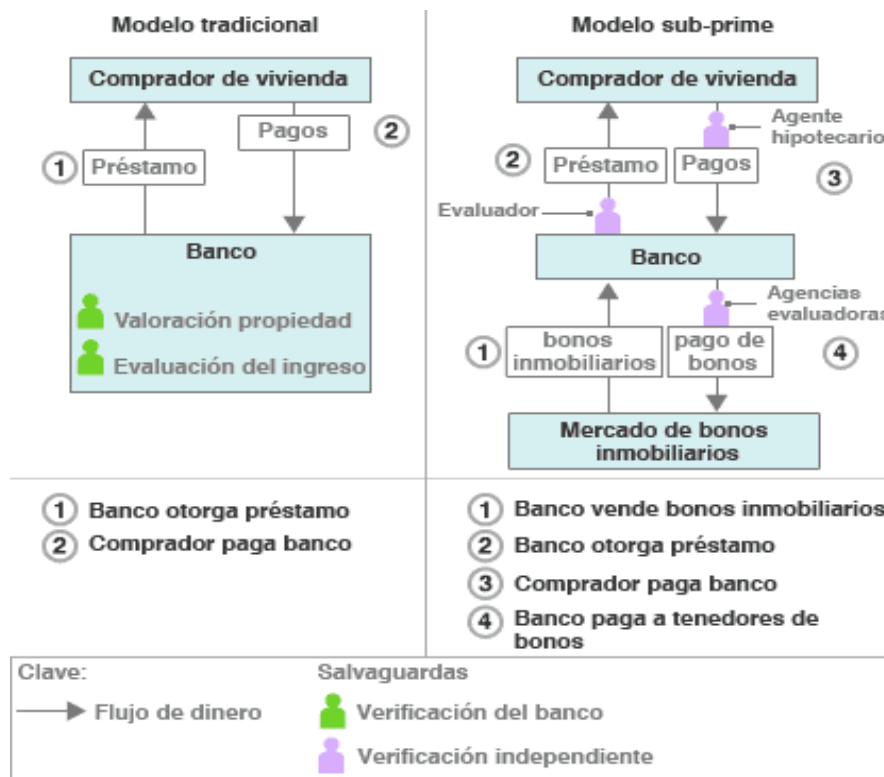 Modelo tradicional
Comprador de vivienda
Pagos
2
1
Préstamo
Banco
Valoración propiedad
Evaluación del ingreso
1 Banco otorga préstamo
2 Comprador paga banco
Modelo sub-prime
Comprador de vivienda
Agente
hipotecario
2
Préstamo
Pagos
3
Evaluador
Banco
Agencias
evaluadoras
1
bonos
inmobiliarios
pago de
bonos
4
Mercado de bonos
inmobiliarios
1 Banco vende bonos inmobiliarios
2 Banco otorga préstamo
3 Comprador paga banco
4 Banco paga a tenedores de
bonos
Clave:
Flujo de dinero
Salvaguardas
Verificación del banco
Verificación independiente